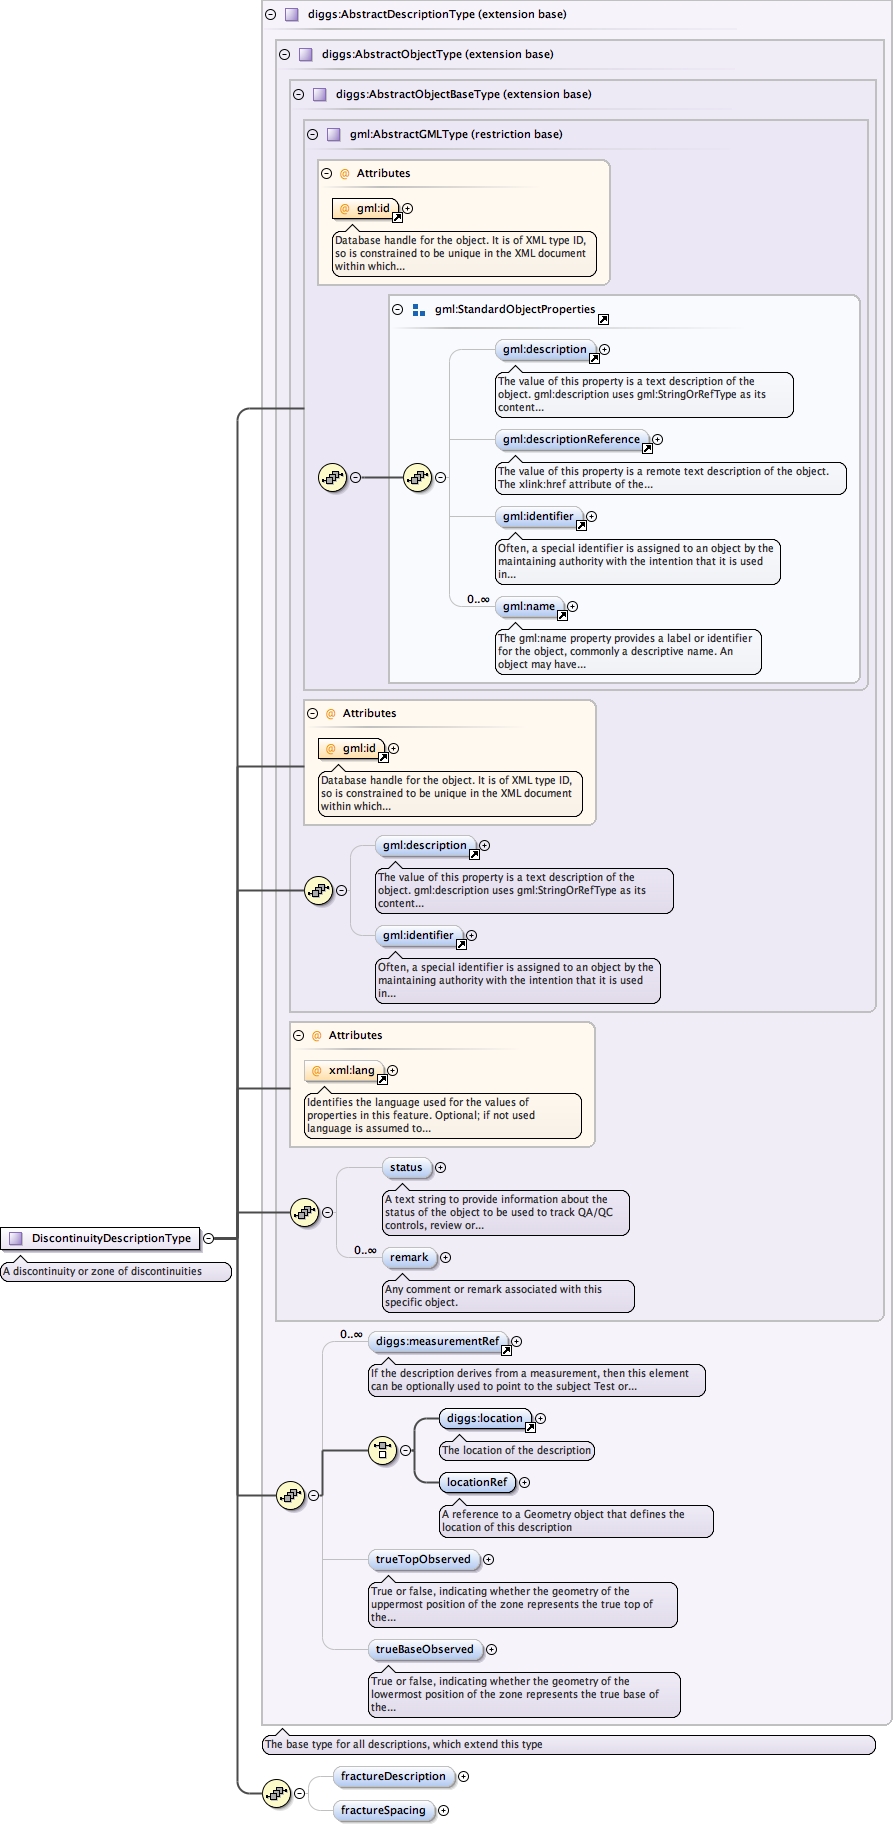 diggs:AbstractDescriptionType (extension base)
diggs:AbstractObjectType (extension base)
diggs:AbstractObjectBaseType (extension base)
gml:AbstractGMLType (restriction base)
@ Attributes
@ gml:id
Database handle for the object. It is of XML type ID,
so is constrained to be unique in the XML document
within which...
gml:StandardObjectProperties
gml:description
The value of this property is a text description of the
object. gml:description uses gml:StringOrRefType as its
content...
gml:descriptionReference
The value of this property is a remote text description of the object.
The xlink:href attribute of the...
gml:identifier
Often, a special identifier is assigned to an object by the
maintaining authority with the intention that it is used
in...
0..∞
gml:name
The gml:name property provides a label or identifier
for the object, commonly a descriptive name. An
object may have...
@ Attributes
@ gml:id
Database handle for the object. It is of XML type ID,
so is constrained to be unique in the XML document
within which...
gml:description
The value of this property is a text description of the
object. gml:description uses gml:StringOrRefType as its
content...
gml:identifier
Often, a special identifier is assigned to an object by the
maintaining authority with the intention that it is used
in...
@ Attributes
@ xml:lang
Identifies the language used for the values of
properties in this feature. Optional; if not used
language is assumed to...
status
A text string to provide information about the
status of the object to be used to track QA/QC
controls, review or...
DiscontinuityDescriptionType
A discontinuity or zone of discontinuities
0..∞
remark
Any comment or remark associated with this
specific object.
0..∞
diggs:measurementRef
If the description derives from a measurement, then this element
can be optionally used to point to the subject Test or...
diggs:location
The location of the description
locationRef
A reference to a Geometry object that defines the
location of this description
trueTopObserved
True or false, indicating whether the geometry of the
uppermost position of the zone represents the true top of
the...
trueBaseObserved
True or false, indicating whether the geometry of the
lowermost position of the zone represents the true base of
the...
The base type for all descriptions, which extend this type
fractureDescription
fractureSpacing